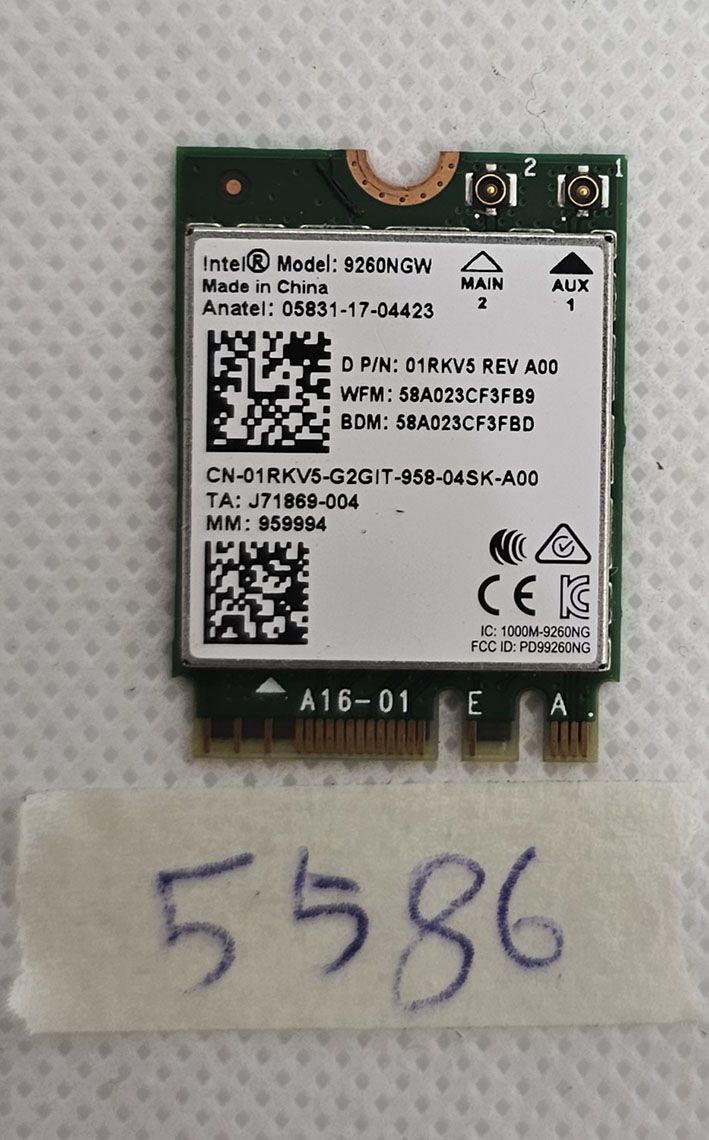 2 1
Intel® Model: 9260NGW
Made in China
Anatel: 05831-17-04423
MAIN
2
AUX
1
D P/N: 01RKV5 REV A00
WFM: 58A023CF3FB9
BDM: 58A023CF3FBD
CN-01RKV5-G2GIT-958-04SK-A00
TA: J71869-004
MM: 959994
CE
IC: 1000M-9260NG
FCC ID: PD99260NG
A16-01 E A
5586